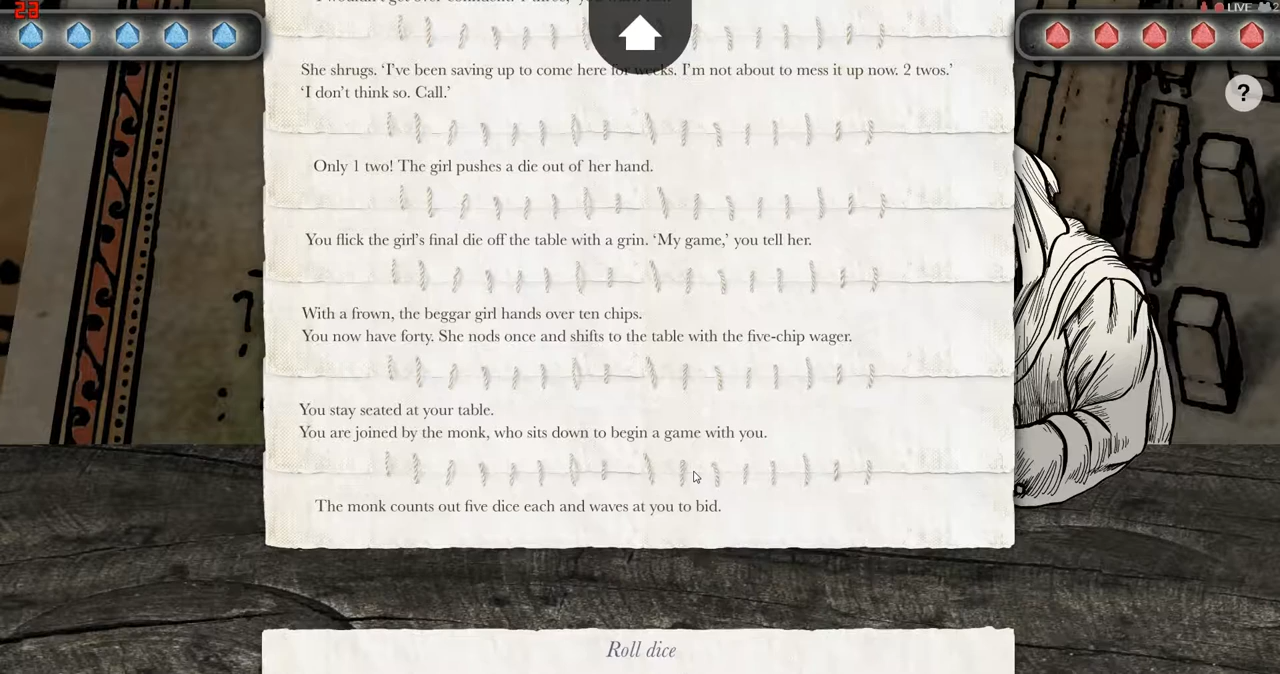 23
LIVE 2
She shrugs. ‘I’ve been saving up to come here for weeks. I’m not about to mess it up now. 2 twos.’
?
‘I don’t think so. Call.’
Only 1 two! The girl pushes a die out of her hand.
You flick the girl’s final die off the table with a grin. ‘My game,’ you tell her.
With a frown, the beggar girl hands over ten chips.
You now have forty. She nods once and shifts to the table with the five-chip wager.
You stay seated at your table.
You are joined by the monk, who sits down to begin a game with you.
The monk counts out five dice each and waves at you to bid.
Roll dice